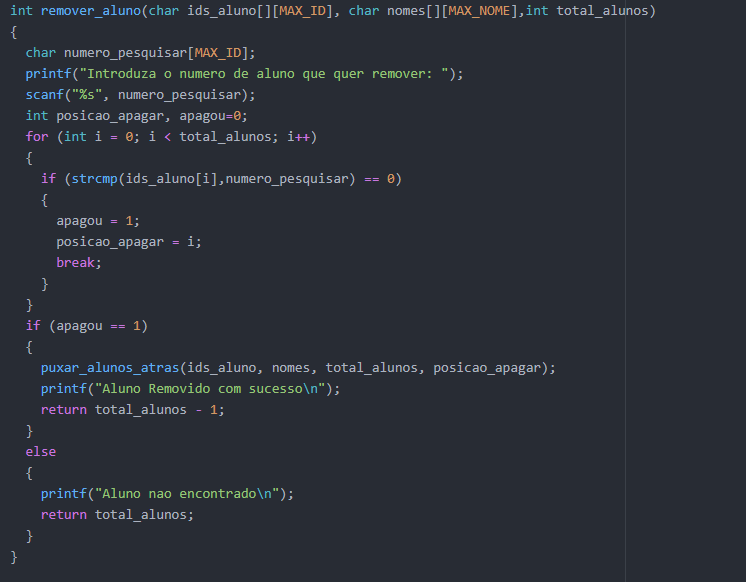 int remover_aluno(char ids_aluno[][MAX_ID], char nomes[][MAX_NOME],int total_alunos)
{
  char numero_pesquisar[MAX_ID];
  printf("Introduza o numero de aluno que quer remover: ");
  scanf("%s", numero_pesquisar);
  int posicao_apagar, apagou=0;
  for (int i = 0; i < total_alunos; i++)
  {
    if (strcmp(ids_aluno[i],numero_pesquisar) == 0)
    {
      apagou = 1;
      posicao_apagar = i;
      break;
    }
  }
  if (apagou == 1)
  {
    puxar_alunos_atras(ids_aluno, nomes, total_alunos, posicao_apagar);
    printf("Aluno Removido com sucesso\n");
    return total_alunos - 1;
  }
  else
  {
    printf("Aluno nao encontrado\n");
    return total_alunos;
  }
}